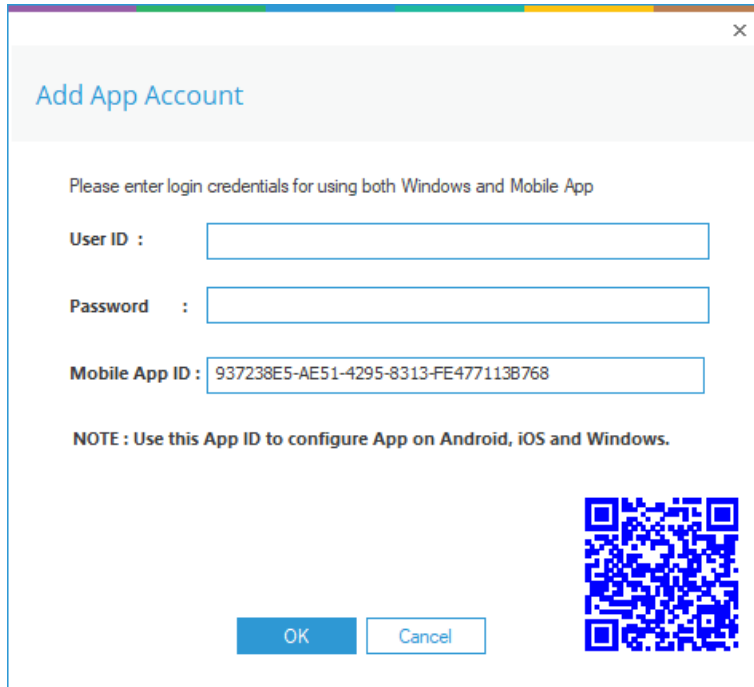 Add App Account
Please enter login credentials for using both Windows and Mobile App
User ID :
Password :
Mobile App ID : 937238E5-AE51-4295-8313-FE477113B768
NOTE : Use this App ID to configure App on Android, iOS and Windows.
OK Cancel